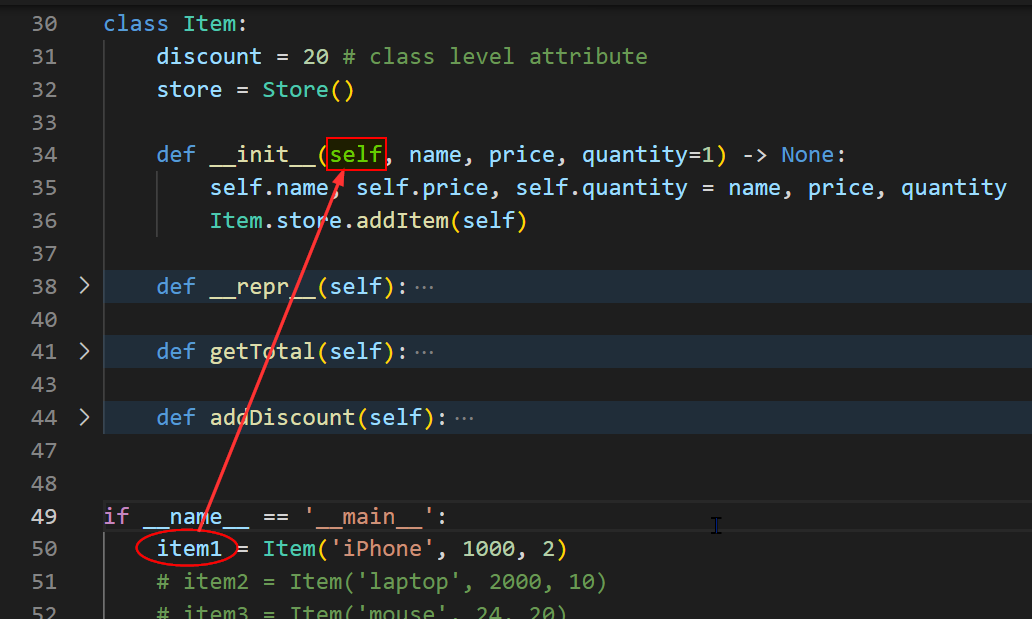 30 class Item:
31 discount = 20 # class level attribute
32 store = Store()
33
34 def __init__(self, name, price, quantity=1) -> None:
35 self.name, self.price, self.quantity = name, price, quantity
36 Item.store.addItem(self)
37
38 def __repr__(self):···
40
41 def getTotal(self):···
43
44 def addDiscount(self):···
47
48
49 if __name__ == '__main__':
50 item1 = Item('iPhone', 1000, 2)
51 # item2 = Item('laptop', 2000, 10)
52 # item3 = Item('mouse', 24, 20)